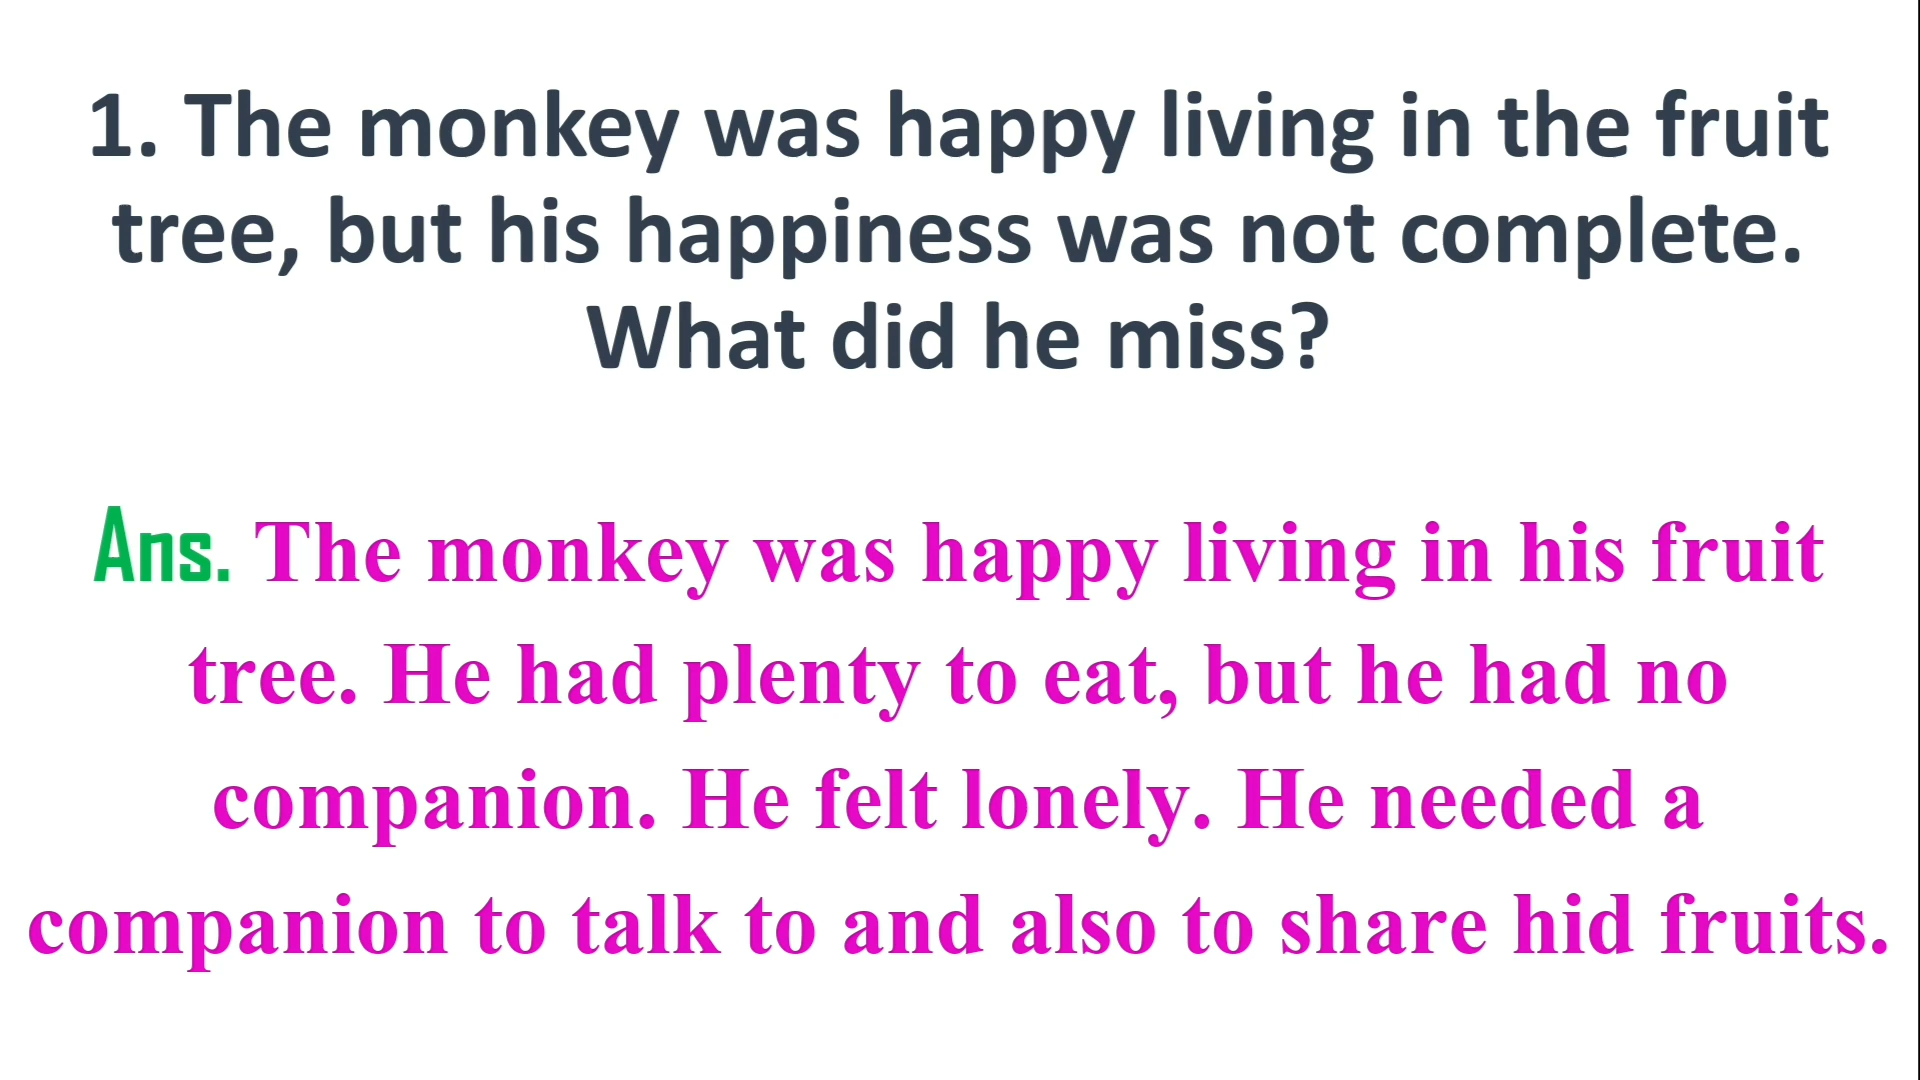 1. The monkey was happy living in the fruit
tree, but his happiness was not complete.
What did he miss?
Ans. The monkey was happy living in his fruit
tree. He had plenty to eat, but he had no
companion. He felt lonely. He needed a
companion to talk to and also to share hid fruits.